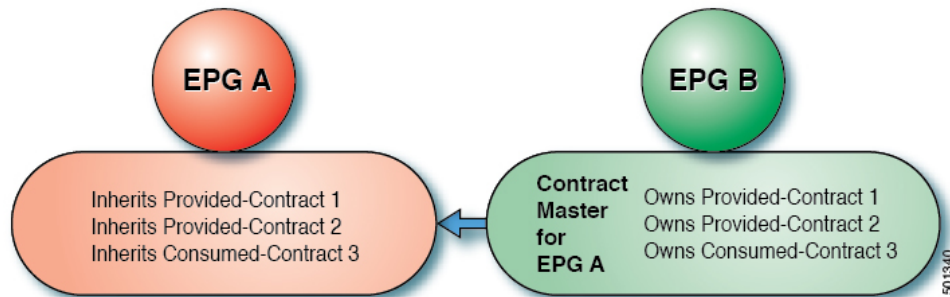 EPG A
EPG B
Inherits Provided-Contract 1
Inherits Provided-Contract 2
Inherits Consumed-Contract 3
Contract
Master
for
EPG A
Owns Provided-Contract 1
Owns Provided-Contract 2
Owns Consumed-Contract 3
501340